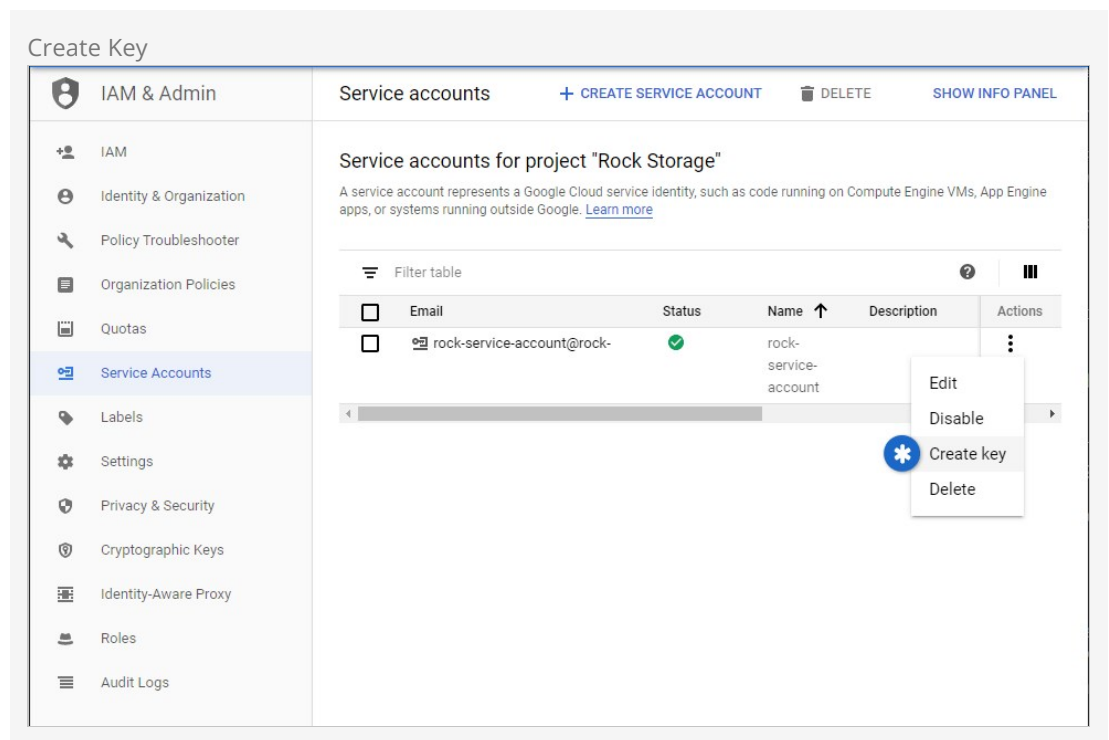 Create Key
IAM & Admin
Service accounts
CREATE SERVICE ACCOUNT
DELETE
SHOW INFO PANEL
IAM
Identity & Organization
Policy Troubleshooter
Organization Policies
Quotas
Service Accounts
Labels
Settings
Privacy & Security
Cryptographic Keys
Identity-Aware Proxy
Roles
Audit Logs
Service accounts for project "Rock Storage"
A service account represents a Google Cloud service identity, such as code running on Compute Engine VMs, App Engine
apps, or systems running outside Google. Learn more
Filter table
Email Status Name Description Actions
rock-service-account@rock-
rock-
service-
account
Edit
Disable
Create key
Delete